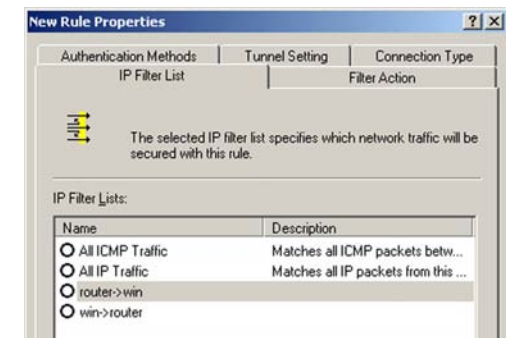 New Rule Properties
Authentication Methods
Tunnel Setting
Connection Type
IP Filter List
Filter Action
The selected IP filter list specifies which network traffic will be
secured with this rule.
IP Filter Lists:
Name
Description
All ICMP Traffic
Matches all ICMP packets betw...
All IP Traffic
Matches all IP packets from this ...
router->win
win->router